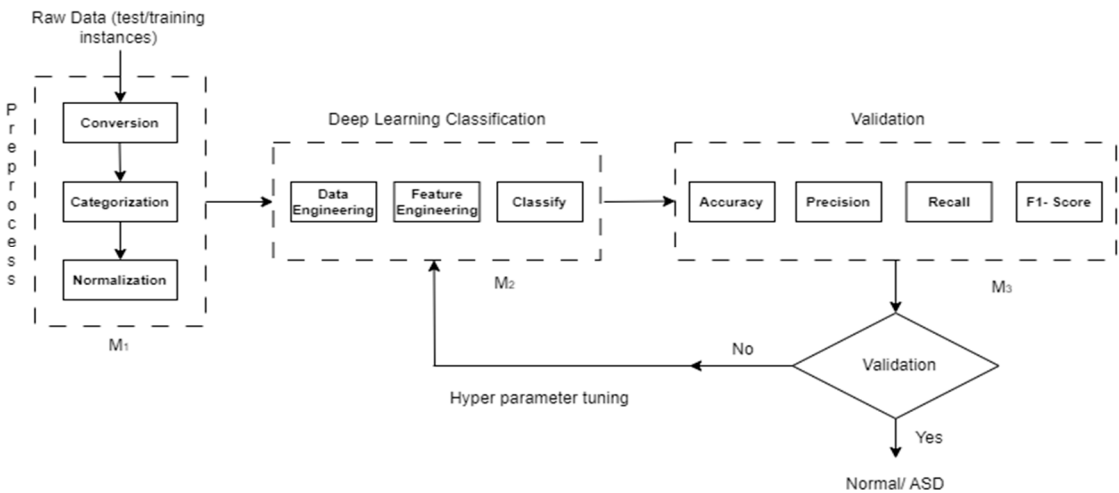 Raw Data (test/training
instances)
Preprocess
Conversion
Categorization
Normalization
M1
Deep Learning Classification
Data
Engineering
Feature
Engineering
Classify
M2
Validation
Accuracy
Precision
Recall
F1- Score
M3
Validation
No
Hyper parameter tuning
Yes
Normal/ ASD